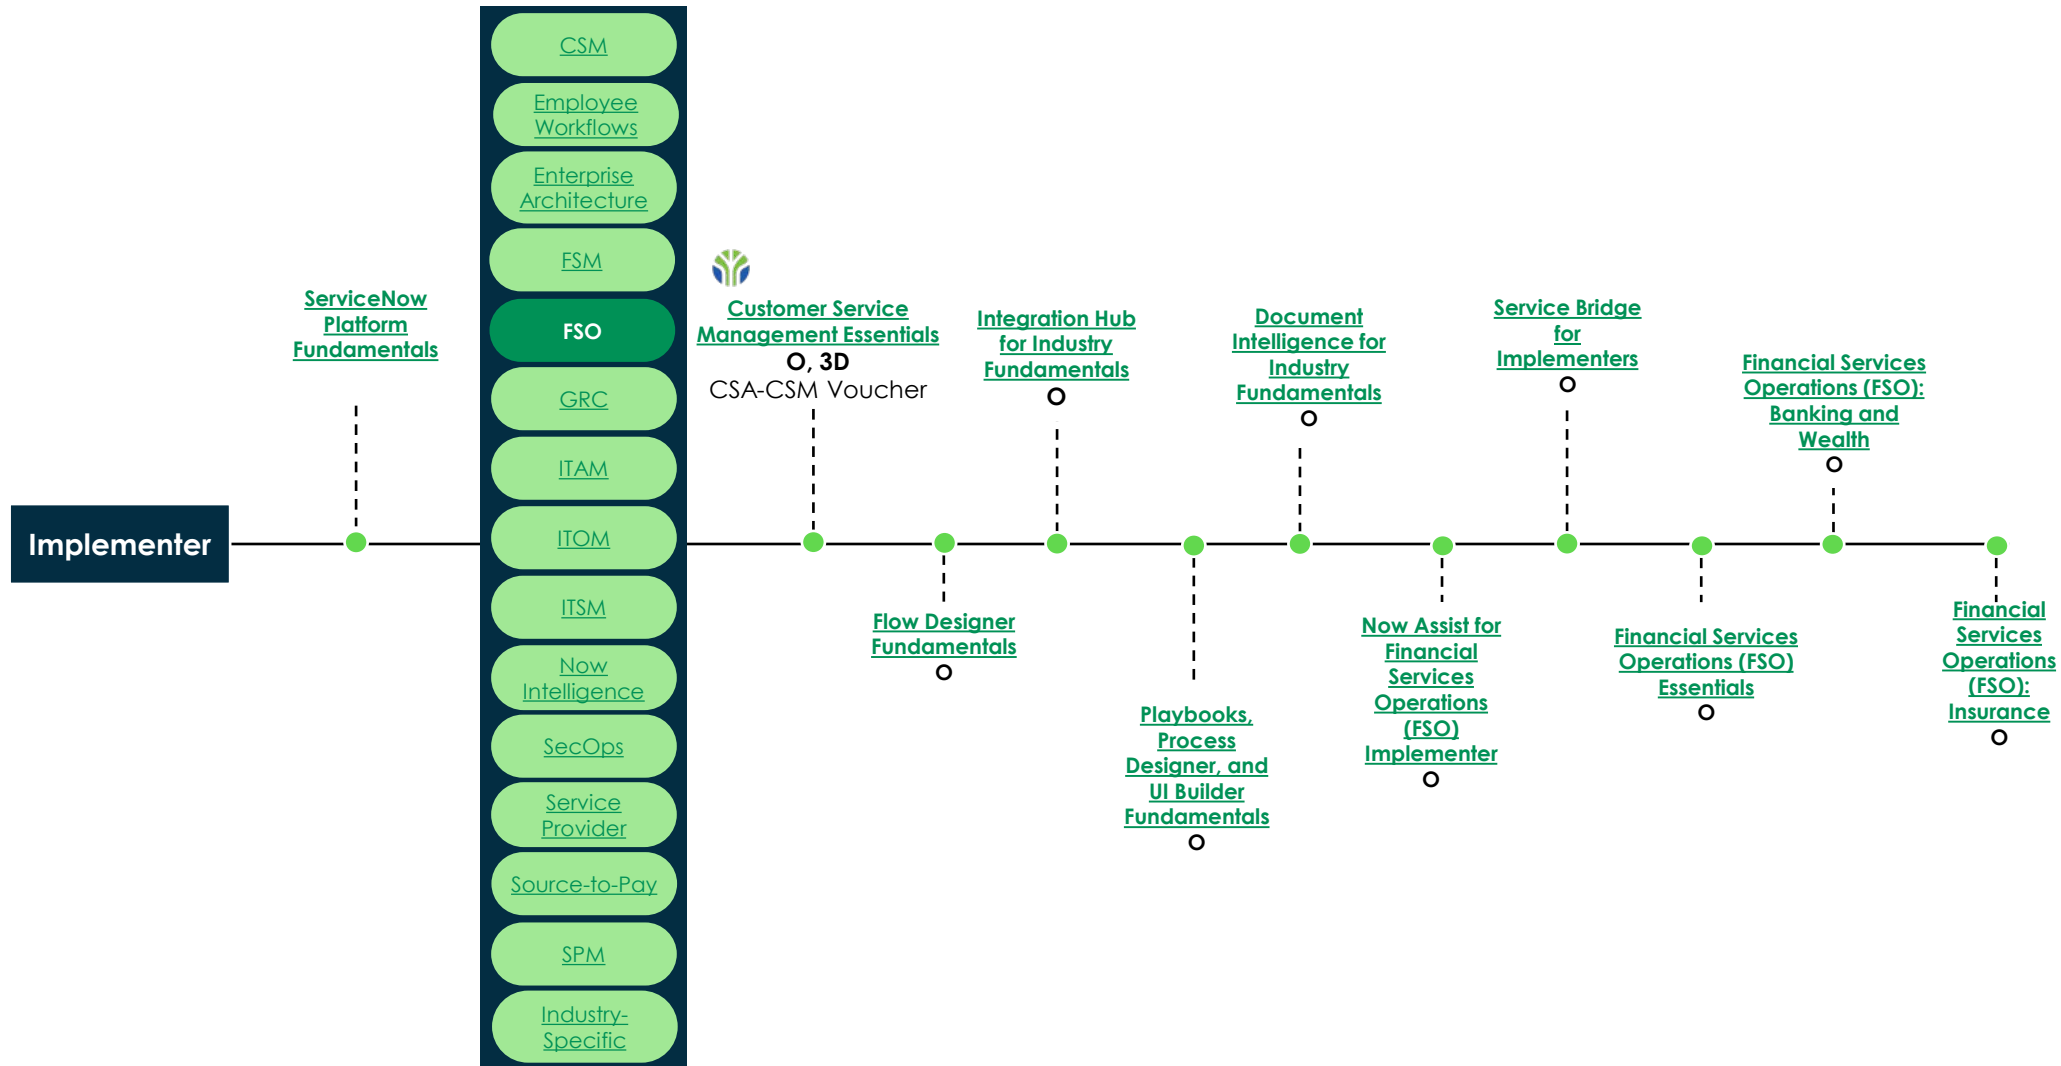 Implementer
ServiceNow
Platform
Fundamentals
CSM
Employee
Workflows
Enterprise
Architecture
FSM
FSO
GRC
ITAM
ITOM
ITSM
Now
Intelligence
SecOps
Service
Provider
Source-to-Pay
SPM
Industry-
Specific
Customer Service
Management Essentials
O, 3D
CSA-CSM Voucher
Flow Designer
Fundamentals
O
Integration Hub
for Industry
Fundamentals
O
Playbooks,
Process
Designer, and
UI Builder
Fundamentals
O
Document
Intelligence for
Industry
Fundamentals
O
Now Assist for
Financial
Services
Operations
(FSO)
Implementer
O
Service Bridge
for
Implementers
O
Financial Services
Operations (FSO)
Essentials
O
Financial Services
Operations (FSO):
Banking and
Wealth
O
Financial
Services
Operations
(FSO):
Insurance
O